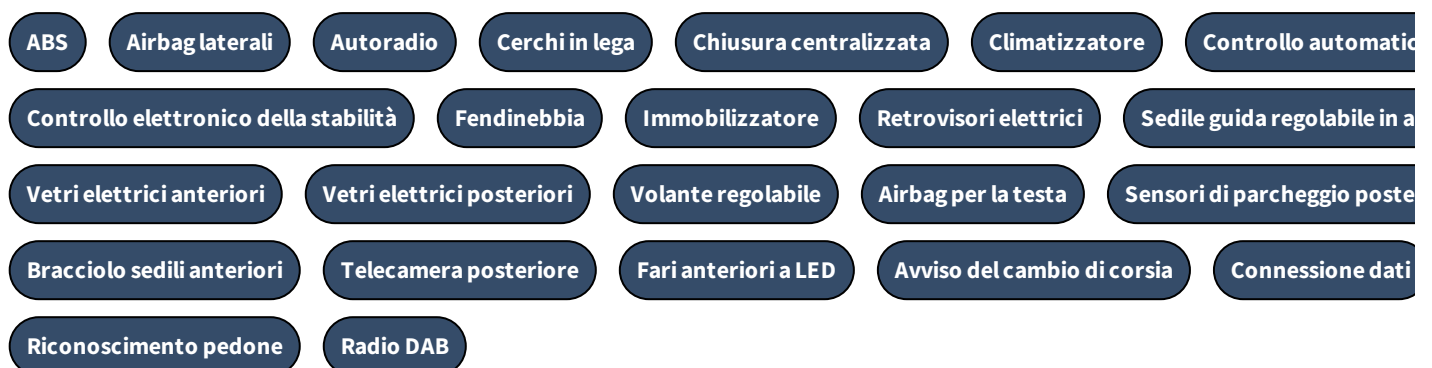 ABS Airbag laterali Autoradio Cerchi in lega Chiusura centralizzata Climatizzatore Controllo
Controllo elettronico della stabilità Fendinebbia Immobilizzatore Retrovisori elettrici Sedile guida regolabile in
Vetri elettrici anteriori Vetri elettrici posteriori Volante regolabile Airbag per la testa Sensori di parcheggio
Bracciolo sedili anteriori Telecamera posteriore Fari anteriori a LED Avviso del cambio di corsia Connessione dati
Riconoscimento pedone Radio DAB